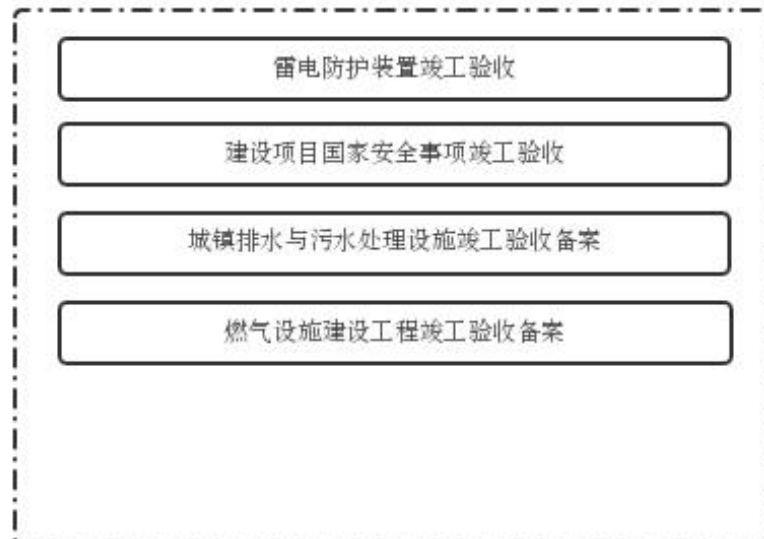 雷电防护装置竣工验收
建设项目国家安全事项竣工验收
城镇排水与污水处理设施竣工验收备案
燃气设施建设工程竣工验收备案